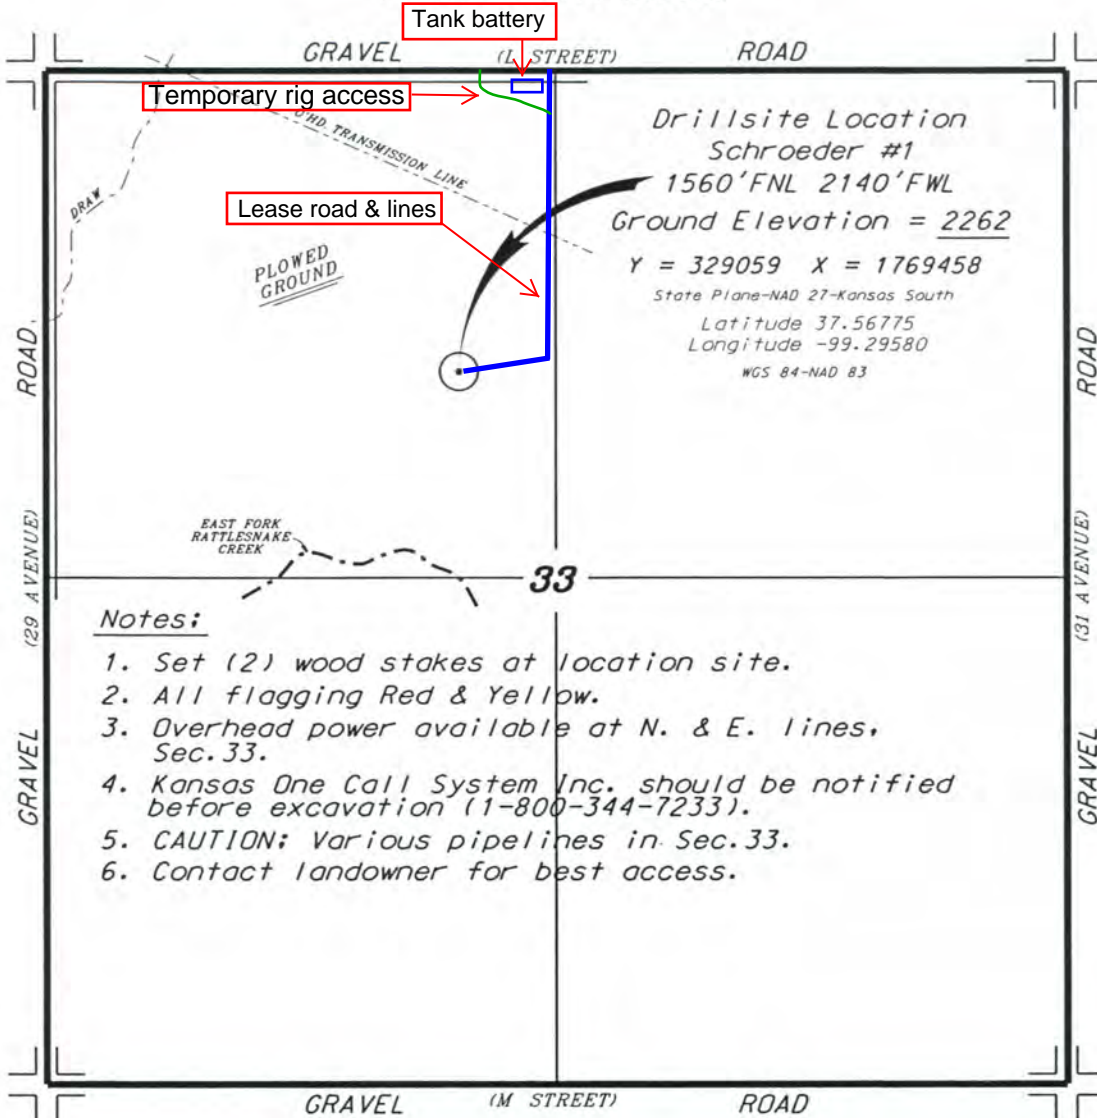 Tank battery
GRAVEL (L STREET) ROAD
Temporary rig access
O'HD TRANSMISSION LINE
DRAW
Drillsite Location
Schroeder #1
1560'FNL 2140'FWL
Ground Elevation = 2262
Y = 329059 X = 1769458
State Plane-NAD 27-Kansas South
Latitude 37.56775
Longitude -99.29580
WGS 84-NAD 83
Lease road & lines
PLOWED
GROUND
GRAVEL (29 AVENUE) ROAD
GRAVEL (31 AVENUE) ROAD
EAST FORK
RATTLESNAKE
CREEK
33
Notes:
1. Set (2) wood stakes at location site.
2. All flagging Red & Yellow.
3. Overhead power available at N. & E. lines,
Sec.33.
4. Kansas One Call System Inc. should be notified
before excavation (1-800-344-7233).
5. CAUTION: Various pipelines in Sec.33.
6. Contact landowner for best access.
GRAVEL (M STREET) ROAD